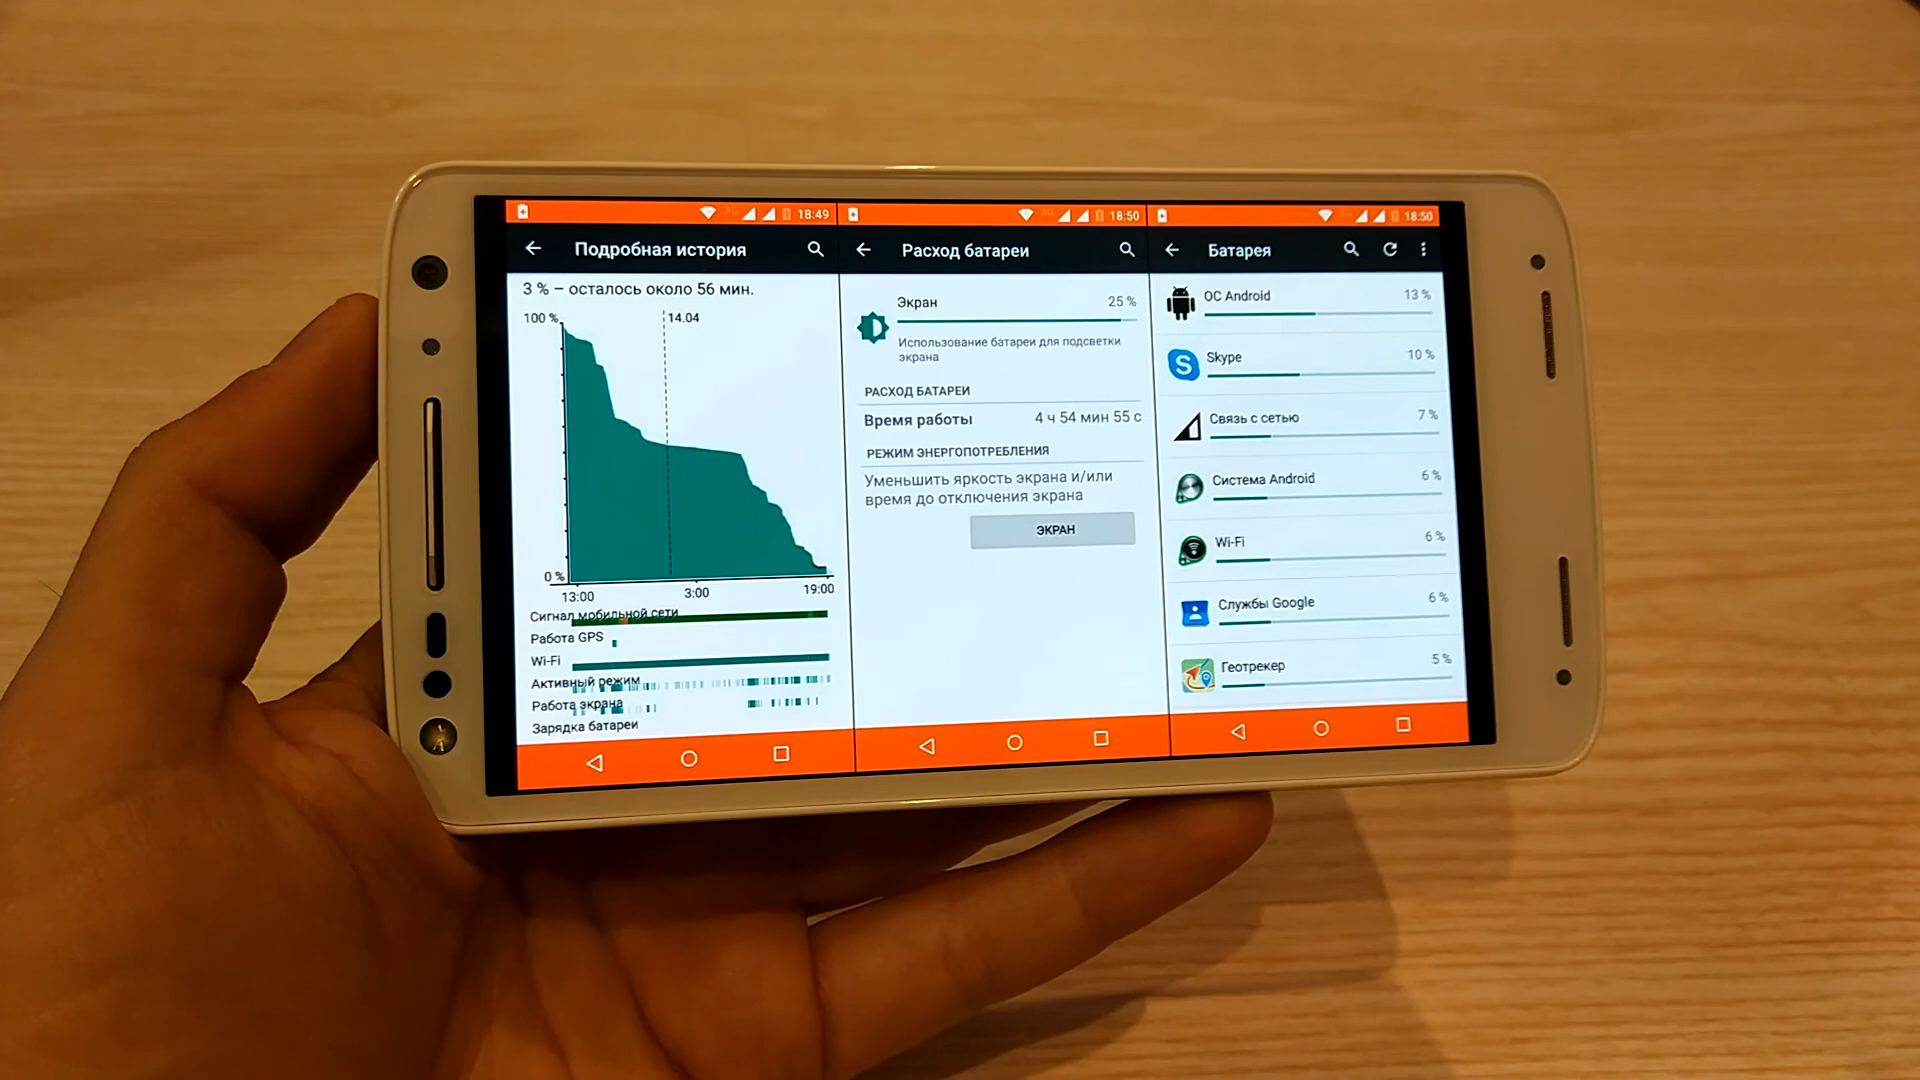 18:49
Подробная история
3 % – осталось около 56 мин.
100 %
14.04
0 %
13:00
3:00
19:00
Сигнал мобильной сети
Работа GPS
Wi-Fi
Активный режим
Работа экрана
Зарядка батареи
3G
18:50
Расход батареи
Экран
25 %
Использование батареи для подсветки
экрана
РАСХОД БАТАРЕИ
Время работы
4 ч 54 мин 55 с
РЕЖИМ ЭНЕРГОПОТРЕБЛЕНИЯ
Уменьшить яркость экрана и/или
время до отключения экрана
ЭКРАН
18:50
Батарея
ОС Android
13 %
Skype
10 %
Связь с сетью
7 %
Система Android
6 %
Wi-Fi
6 %
Службы Google
6 %
Геотрекер
5 %